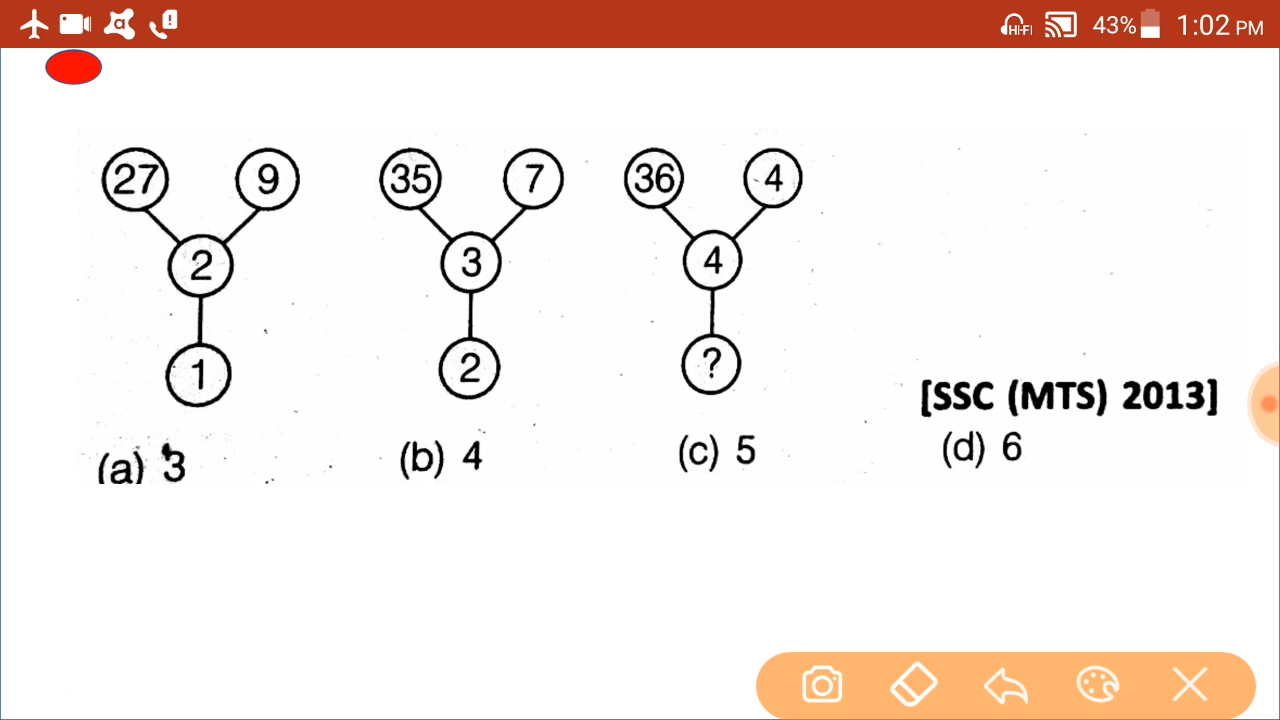 43% 1:02 PM
27 9 35 7 36 4
2 3 4
1 2 ?
[SSC (MTS) 2013]
(a) 3 (b) 4 (c) 5 (d) 6